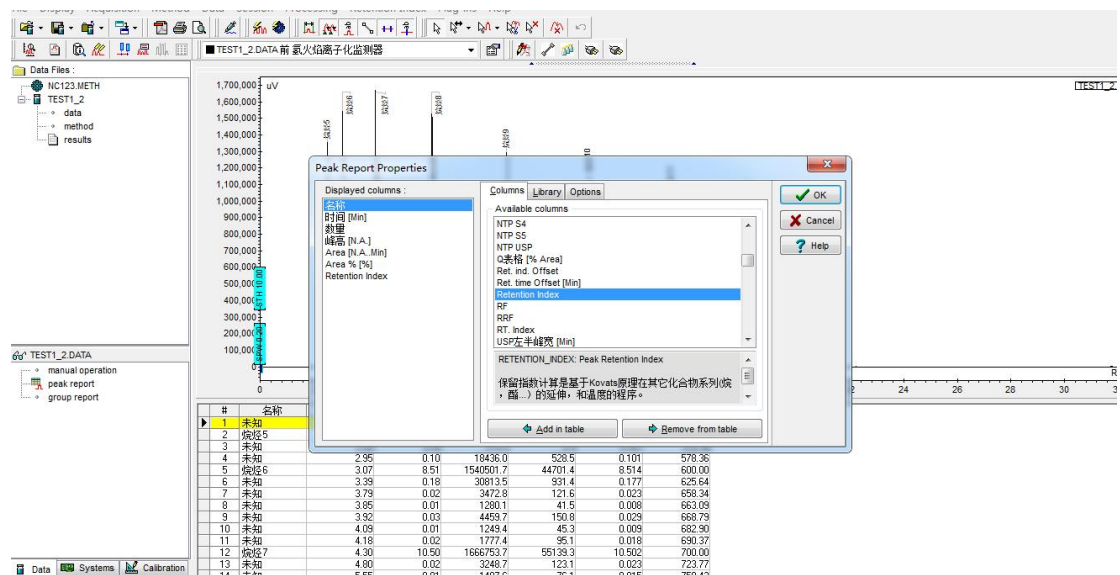 TEST1_2.DATA 前 氢火焰离子化监测器
Data Files :
NC123.METH
TEST1_2
data
method
results
TEST1_2.DATA
manual operation
peak report
group report
Data
Systems
Calibration
uV
1,700,000
1,600,000
1,500,000
1,400,000
1,300,000
1,200,000
1,100,000
1,000,000
900,000
800,000
700,000
600,000
500,000
400,000
300,000
200,000
100,000
0
烷烃5
烷烃6
烷烃7
烷烃8
烷烃9
TEST1_2
0
24
26
28
30
Peak Report Properties
Displayed columns :
名称
时间 [Min]
数量
峰高 [N.A.]
Area [N.A..Min]
Area % [%]
Retention Index
Columns
Library
Options
Available columns
NTP S4
NTP S5
NTP USP
Q表格 [% Area]
Ret. ind. Offset
Ret. time Offset [Min]
Retention Index
RF
RRF
RT. Index
USP左半峰宽 [Min]
RETENTION_INDEX: Peak Retention Index
保留指数计算是基于Kovats原理在其它化合物系列(烷
，酯...）的延伸，和温度的程序。
Add in table
Remove from table
OK
Cancel
Help
# 名称
1 未知
2 烷烃5
3 未知
4 未知 2.95 0.10 18436.0 528.5 0.101 578.36
5 烷烃6 3.07 8.51 1540501.7 44701.4 8.514 600.00
6 未知 3.39 0.18 30813.5 931.4 0.177 625.64
7 未知 3.79 0.02 3472.8 121.6 0.023 658.34
8 未知 3.85 0.01 1280.1 41.5 0.008 663.09
9 未知 3.92 0.03 4459.7 150.8 0.029 668.79
10 未知 4.09 0.01 1249.4 45.3 0.009 682.90
11 未知 4.18 0.02 1777.4 95.1 0.018 690.37
12 烷烃7 4.30 10.50 1666753.7 55139.3 10.502 700.00
13 未知 4.80 0.02 3248.7 123.1 0.023 723.77